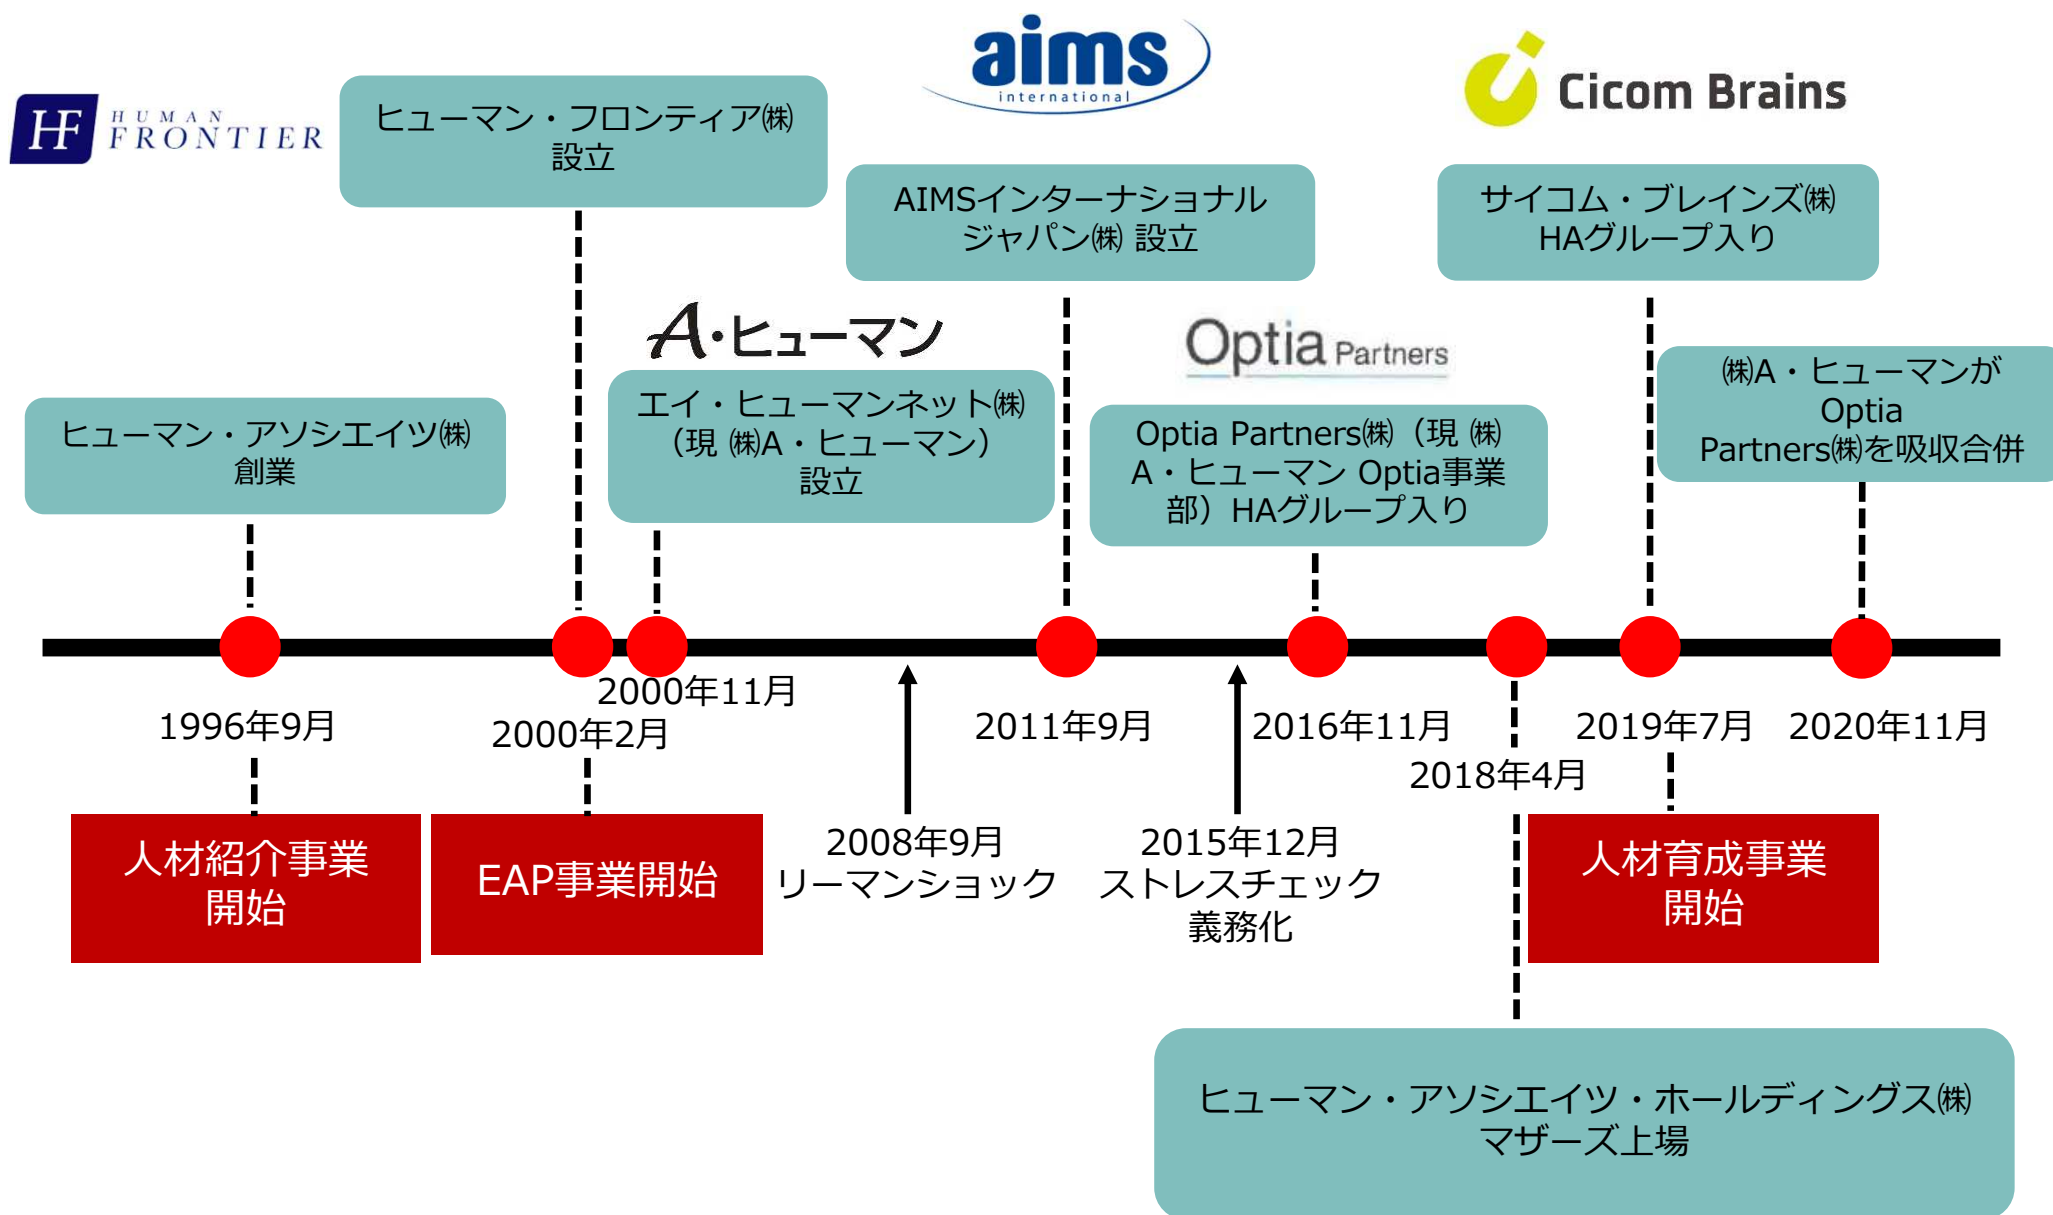 HF HUMAN
FRONTIER
ヒューマン・フロンティア㈱
設立
aims
international
Cicom Brains
AIMSインターナショナル
ジャパン㈱ 設立
サイコム・ブレインズ㈱
HAグループ入り
A・ヒューマン
Optia Partners
ヒューマン・アソシエイツ㈱
創業
エイ・ヒューマンネット㈱
（現 ㈱A・ヒューマン）
設立
Optia Partners㈱（現 ㈱
A・ヒューマン Optia事業
部）HAグループ入り
㈱A・ヒューマンが
Optia
Partners㈱を吸収合併
1996年9月
2000年2月
2000年11月
2011年9月
2016年11月
2018年4月
2019年7月
2020年11月
人材紹介事業
開始
EAP事業開始
2008年9月
リーマンショック
2015年12月
ストレスチェック
義務化
人材育成事業
開始
ヒューマン・アソシエイツ・ホールディングス㈱
マザーズ上場